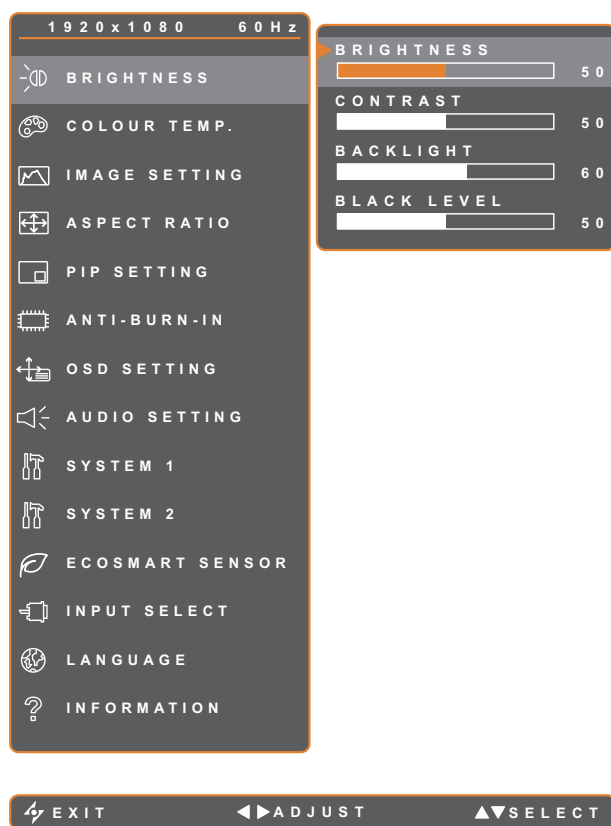 1920x1080 60Hz
BRIGHTNESS
COLOUR TEMP.
IMAGE SETTING
ASPECT RATIO
PIP SETTING
ANTI-BURN-IN
OSD SETTING
AUDIO SETTING
SYSTEM 1
SYSTEM 2
ECOSMART SENSOR
INPUT SELECT
LANGUAGE
INFORMATION
BRIGHTNESS
50
CONTRAST
50
BACKLIGHT
60
BLACK LEVEL
50
EXIT ◀▶ADJUST ▲▼SELECT